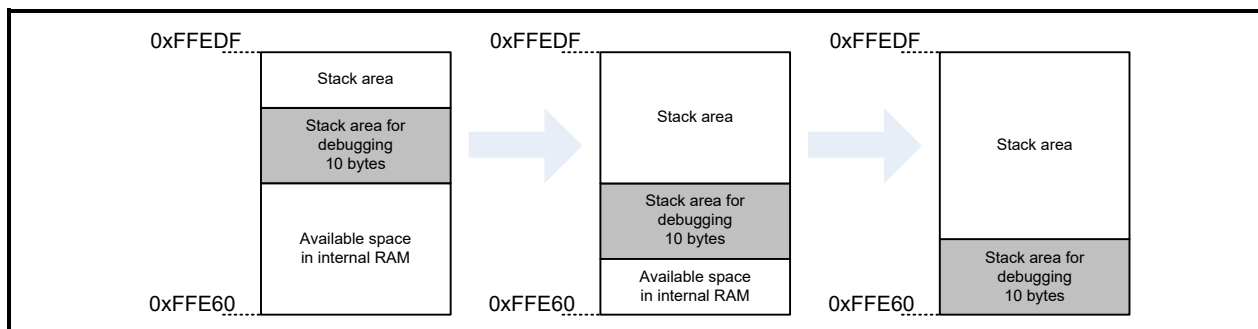 0xFFEDF
Stack area
Stack area for
debugging
10 bytes
Available space
in internal RAM
0xFFE60
0xFFEDF
Stack area
Stack area for
debugging
10 bytes
Available space
in internal RAM
0xFFE60
0xFFEDF
Stack area
Stack area for
debugging
10 bytes
0xFFE60